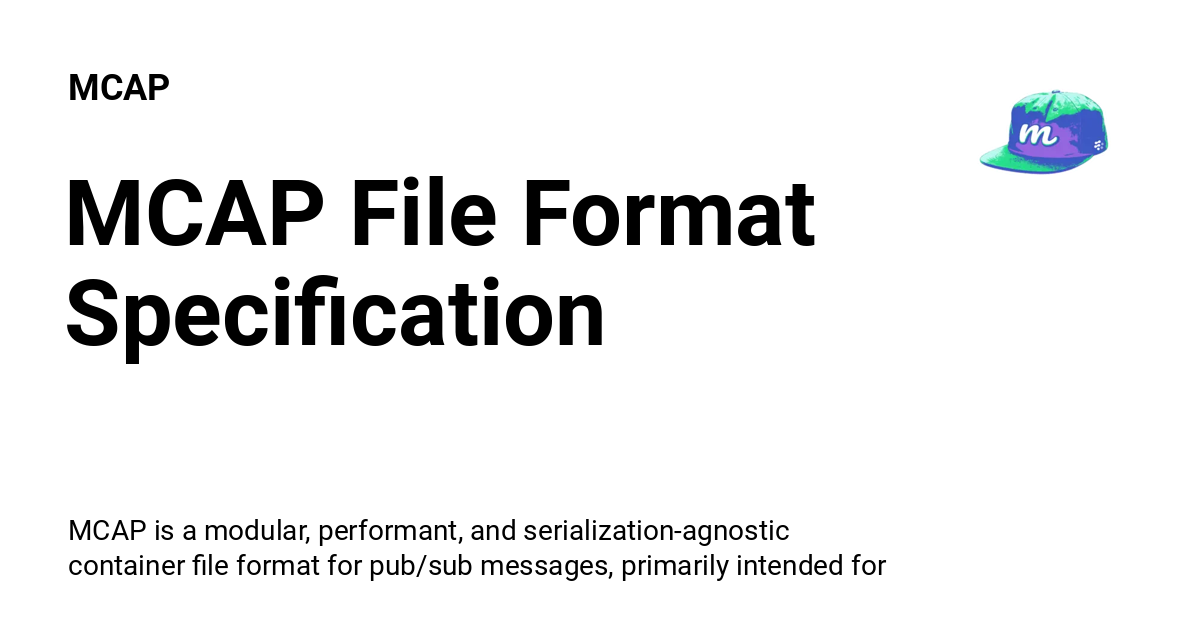 MCAP
m
MCAP File Format
Specification
MCAP is a modular, performant, and serialization-agnostic
container file format for pub/sub messages, primarily intended for